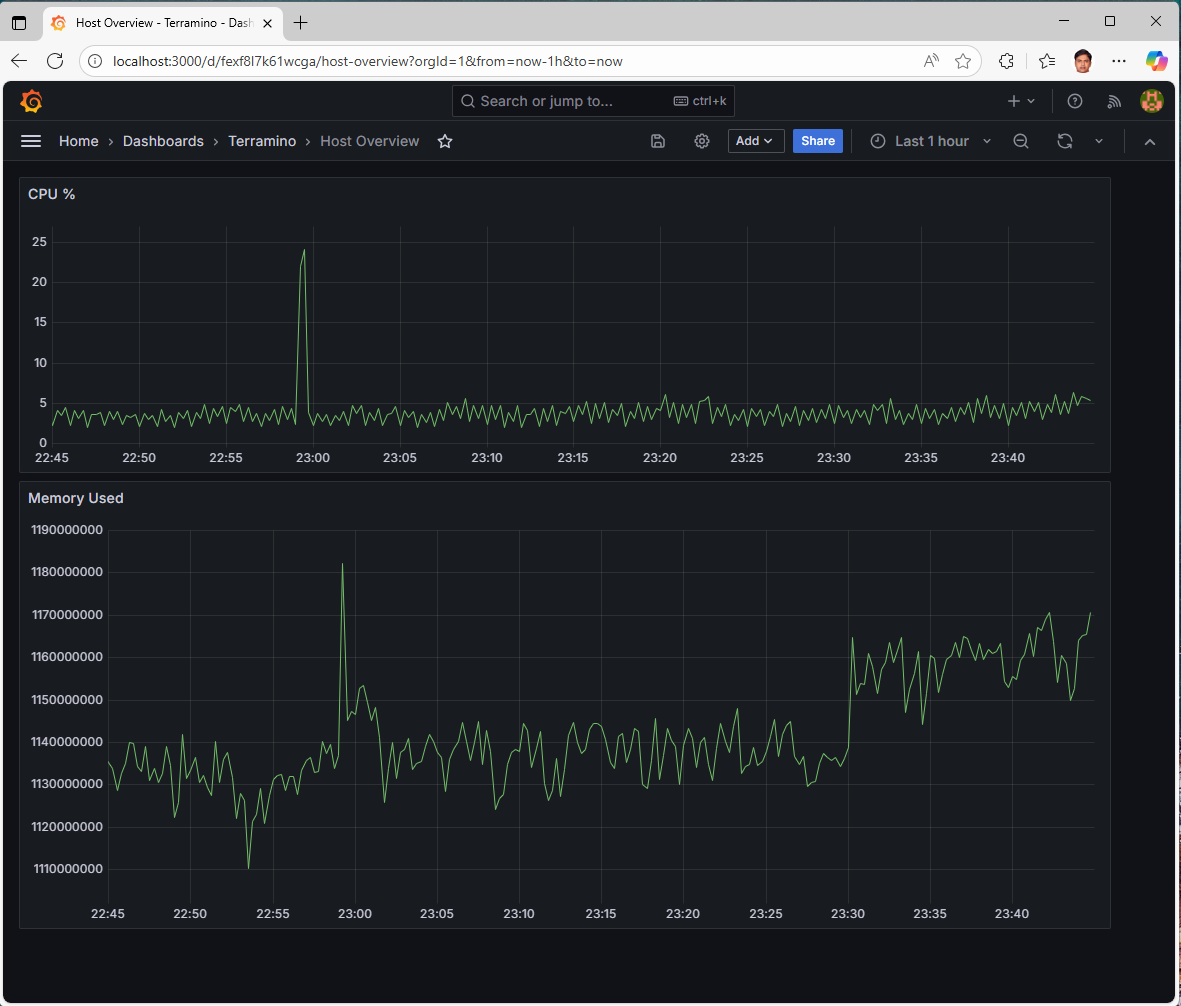 Host Overview - Terramino - Dash
localhost:3000/d/fexf8l7k61wcga/host-overview?orgId=1&from=now-1h&to=now
Search or jump to... ctrl+k
Home › Dashboards › Terramino › Host Overview Add Share Last 1 hour
CPU %
25
20
15
10
5
0
22:45 22:50 22:55 23:00 23:05 23:10 23:15 23:20 23:25 23:30 23:35 23:40
Memory Used
1190000000
1180000000
1170000000
1160000000
1150000000
1140000000
1130000000
1120000000
1110000000
22:45 22:50 22:55 23:00 23:05 23:10 23:15 23:20 23:25 23:30 23:35 23:40